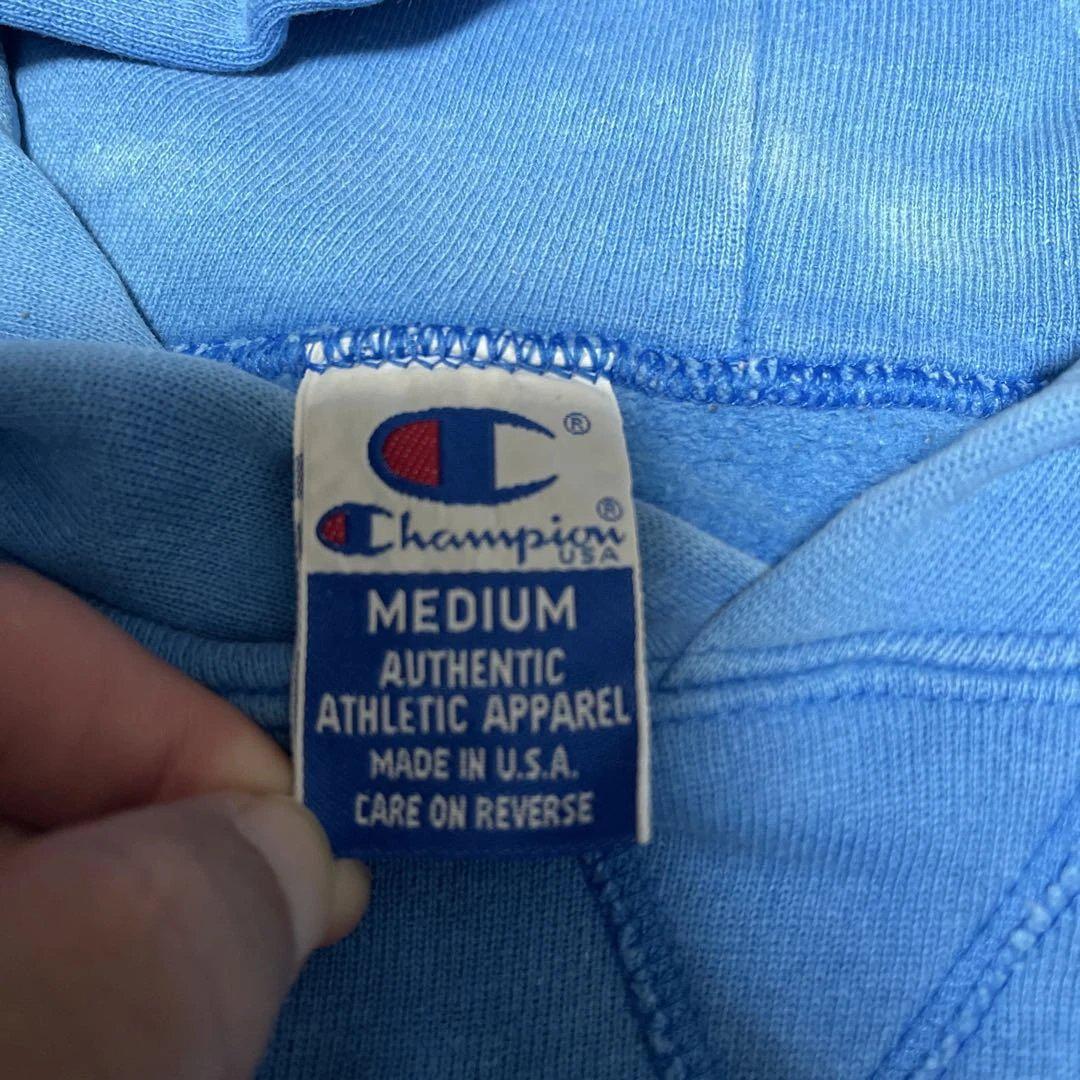 ®
Champion®
USA
MEDIUM
AUTHENTIC
ATHLETIC APPAREL
MADE IN U.S.A.
CARE ON REVERSE